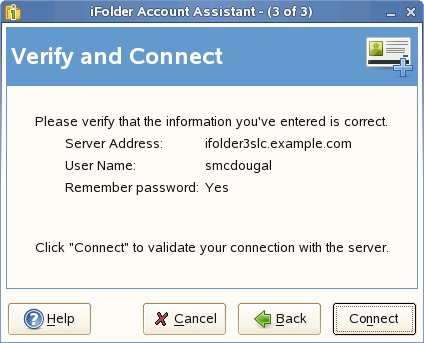 iFolder Account Assistant - (3 of 3)
Verify and Connect
Please verify that the information you've entered is correct.
Server Address: ifolder3slc.example.com
User Name: smcdougal
Remember password: Yes
Click "Connect" to validate your connection with the server.
Help Cancel Back Connect